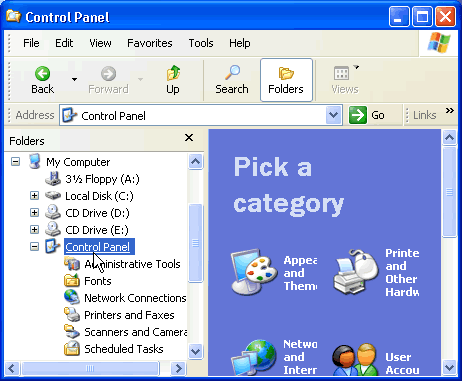 Control Panel
File Edit View Favorites Tools Help
Back Forward Up Search Folders Views
Address Control Panel Go Links »
Folders
My Computer
3½ Floppy (A:)
Local Disk (C:)
CD Drive (D:)
CD Drive (E:)
Control Panel
Administrative Tools
Fonts
Network Connections
Printers and Faxes
Scanners and Camera
Scheduled Tasks
Pick a
category
Appea
and
Theme
Printe
and
Other
Hardw
Netwo
and
Intern
User
Accou